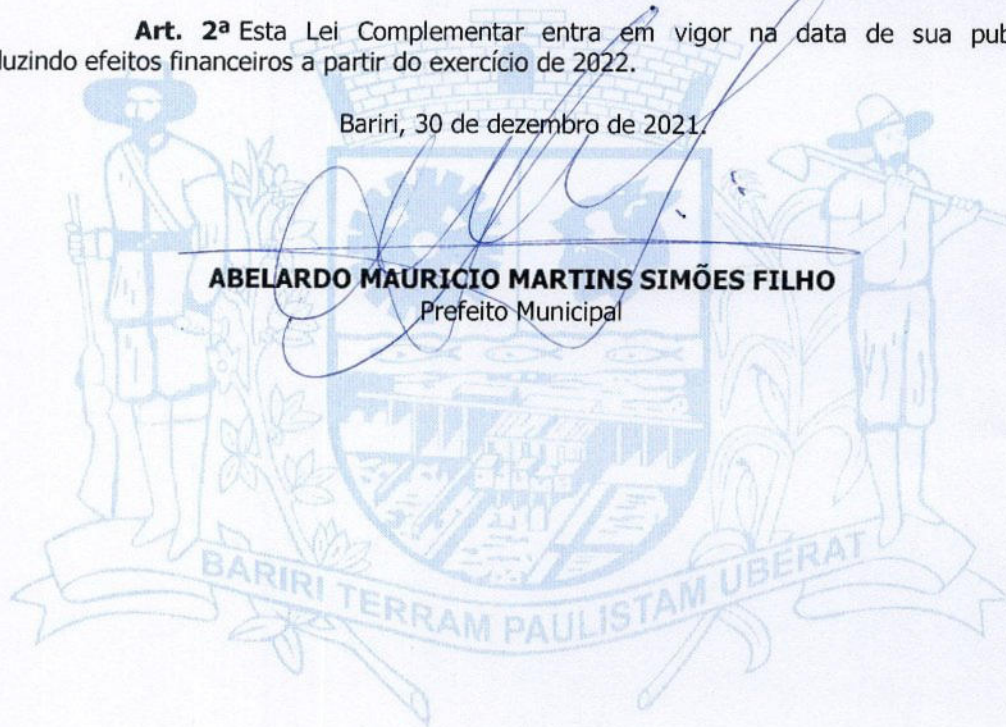 Art. 2ª Esta Lei Complementar entra em vigor na data de sua pub
luzindo efeitos financeiros a partir do exercício de 2022.
Bariri, 30 de dezembro de 2021.
ABELARDO MAURICIO MARTINS SIMÕES FILHO
Prefeito Municipal
BARIRI TERRAM PAULISTAM UBERAT